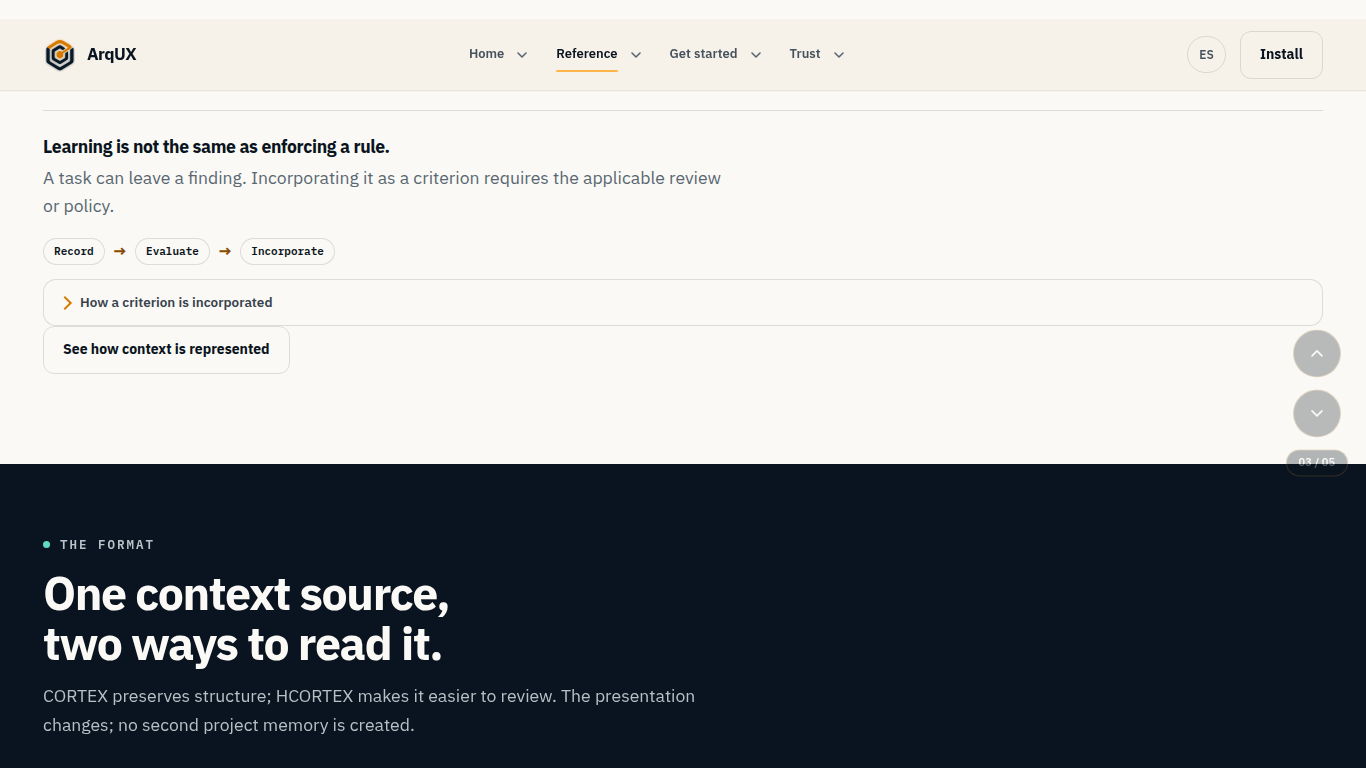 ArqUX
Home
Reference
Get started
Trust
ES
Install
Learning is not the same as enforcing a rule.
A task can leave a finding. Incorporating it as a criterion requires the applicable review
or policy.
Record → Evaluate → Incorporate
How a criterion is incorporated
See how context is represented
03 / 05
THE FORMAT
One context source,
two ways to read it.
CORTEX preserves structure; HCORTEX makes it easier to review. The presentation
changes; no second project memory is created.